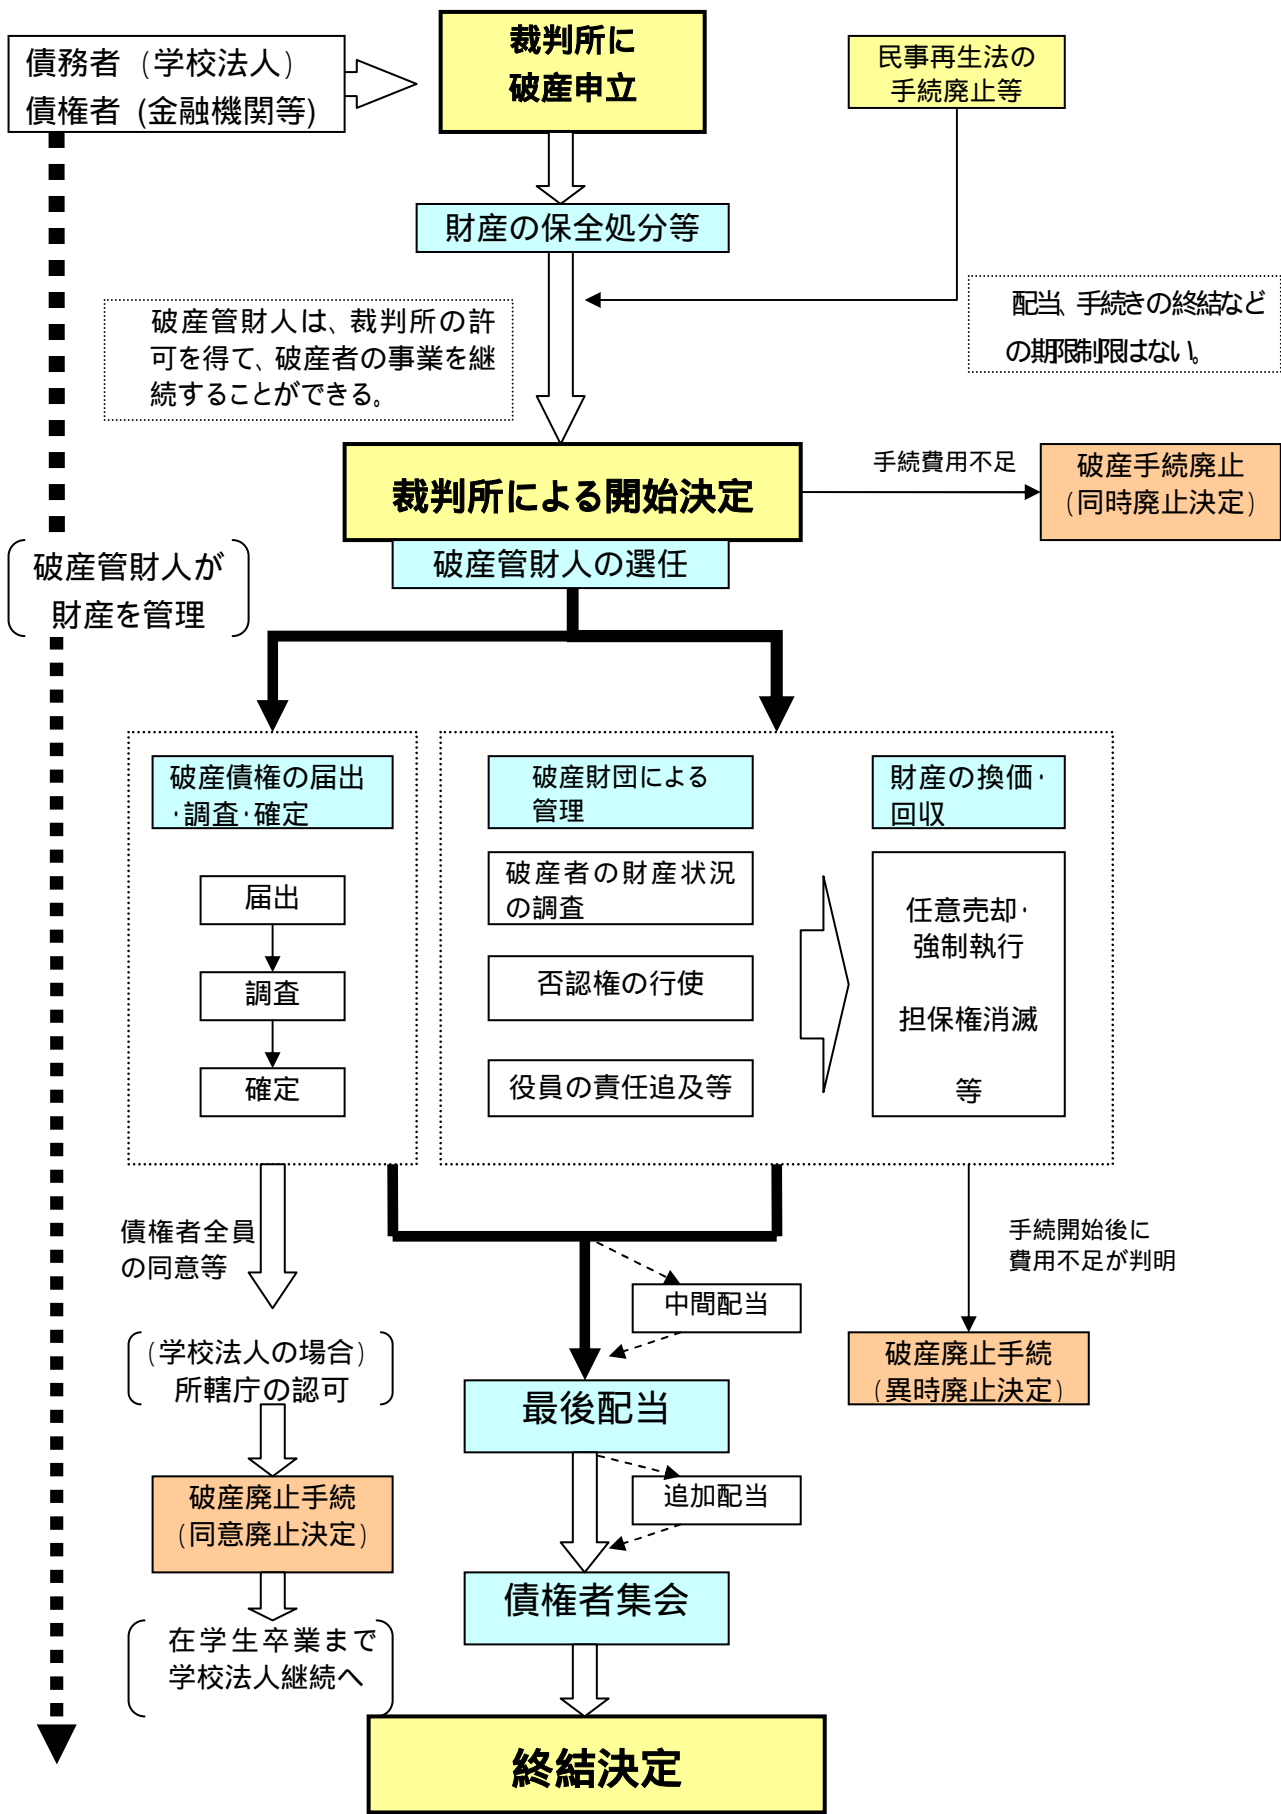 債務者（学校法人）
債権者（金融機関等)
裁判所に
破産申立
民事再生法の
手続廃止等
財産の保全処分等
破産管財人は、裁判所の許
可を得て、破産者の事業を継
続することができる。
配当、手続きの終結など
の期限制限はない。
裁判所による開始決定
手続費用不足
破産手続廃止
（同時廃止決定）
破産管財人の選任
破産管財人が
財産を管理
破産債権の届出
・調査・確定
届出
調査
確定
破産財団による
管理
破産者の財産状況
の調査
否認権の行使
役員の責任追及等
財産の換価・
回収
任意売却・
強制執行
担保権消滅
等
債権者全員
の同意等
手続開始後に
費用不足が判明
中間配当
（学校法人の場合）
所轄庁の認可
破産廃止手続
（異時廃止決定）
最後配当
追加配当
破産廃止手続
（同意廃止決定）
債権者集会
在学生卒業まで
学校法人継続へ
終結決定